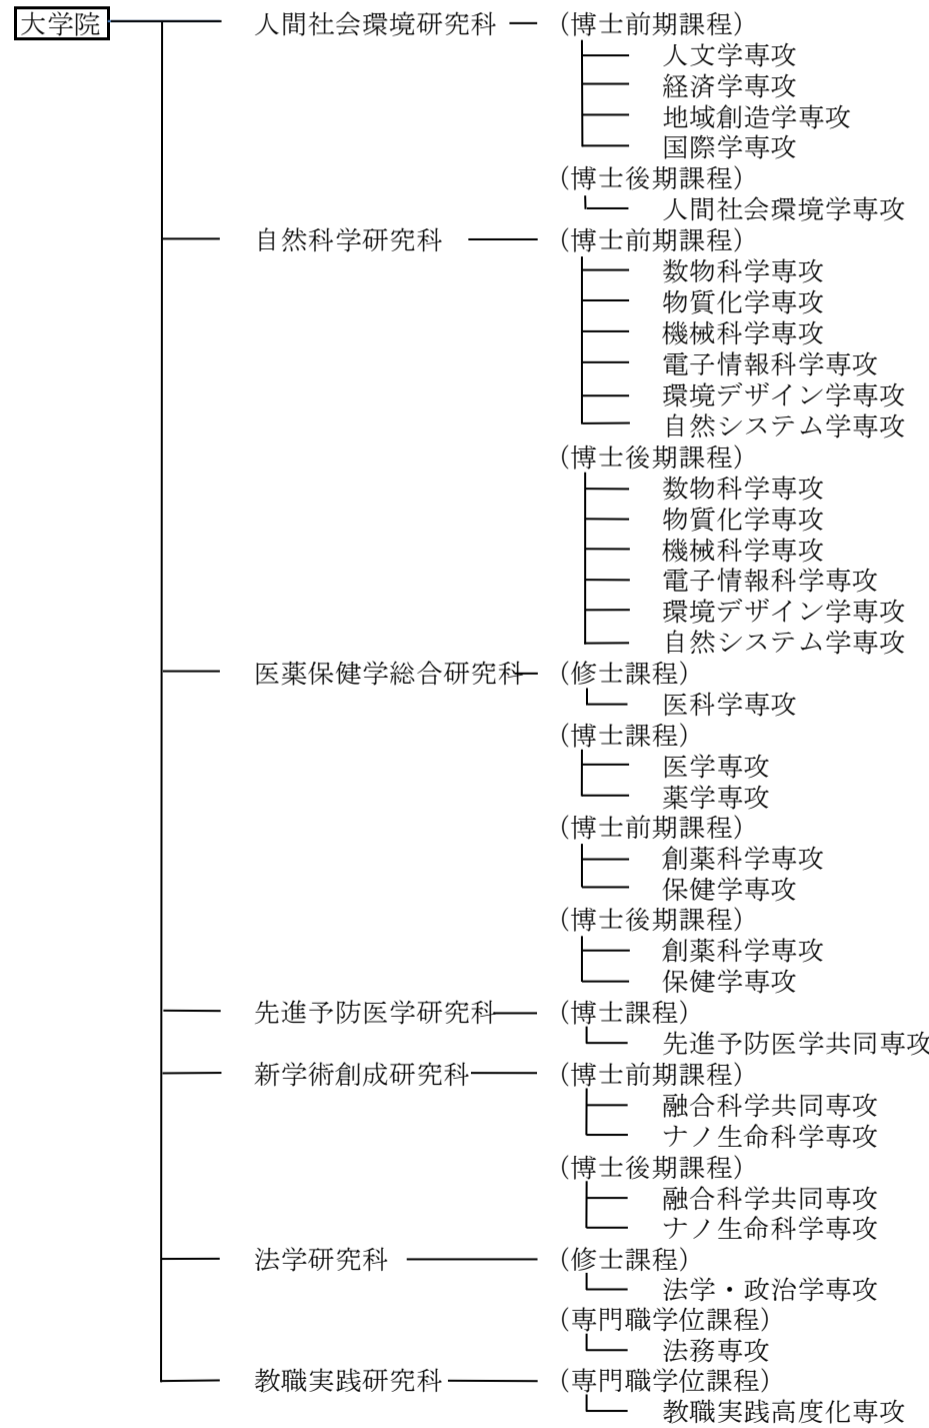 大学院 人間社会環境研究科 (博士前期課程)
人文学専攻
経済学専攻
地域創造学専攻
国際学専攻
(博士後期課程)
人間社会環境学専攻
自然科学研究科 (博士前期課程)
数物科学専攻
物質化学専攻
機械科学専攻
電子情報科学専攻
環境デザイン学専攻
自然システム学専攻
(博士後期課程)
数物科学専攻
物質化学専攻
機械科学専攻
電子情報科学専攻
環境デザイン学専攻
自然システム学専攻
医薬保健学総合研究科 (修士課程)
医科学専攻
(博士課程)
医学専攻
薬学専攻
(博士前期課程)
創薬科学専攻
保健学専攻
(博士後期課程)
創薬科学専攻
保健学専攻
先進予防医学研究科 (博士課程)
先進予防医学共同専攻
新学術創成研究科 (博士前期課程)
融合科学共同専攻
ナノ生命科学専攻
(博士後期課程)
融合科学共同専攻
ナノ生命科学専攻
法学研究科 (修士課程)
法学・政治学専攻
(専門職学位課程)
法務専攻
教職実践研究科 (専門職学位課程)
教職実践高度化専攻